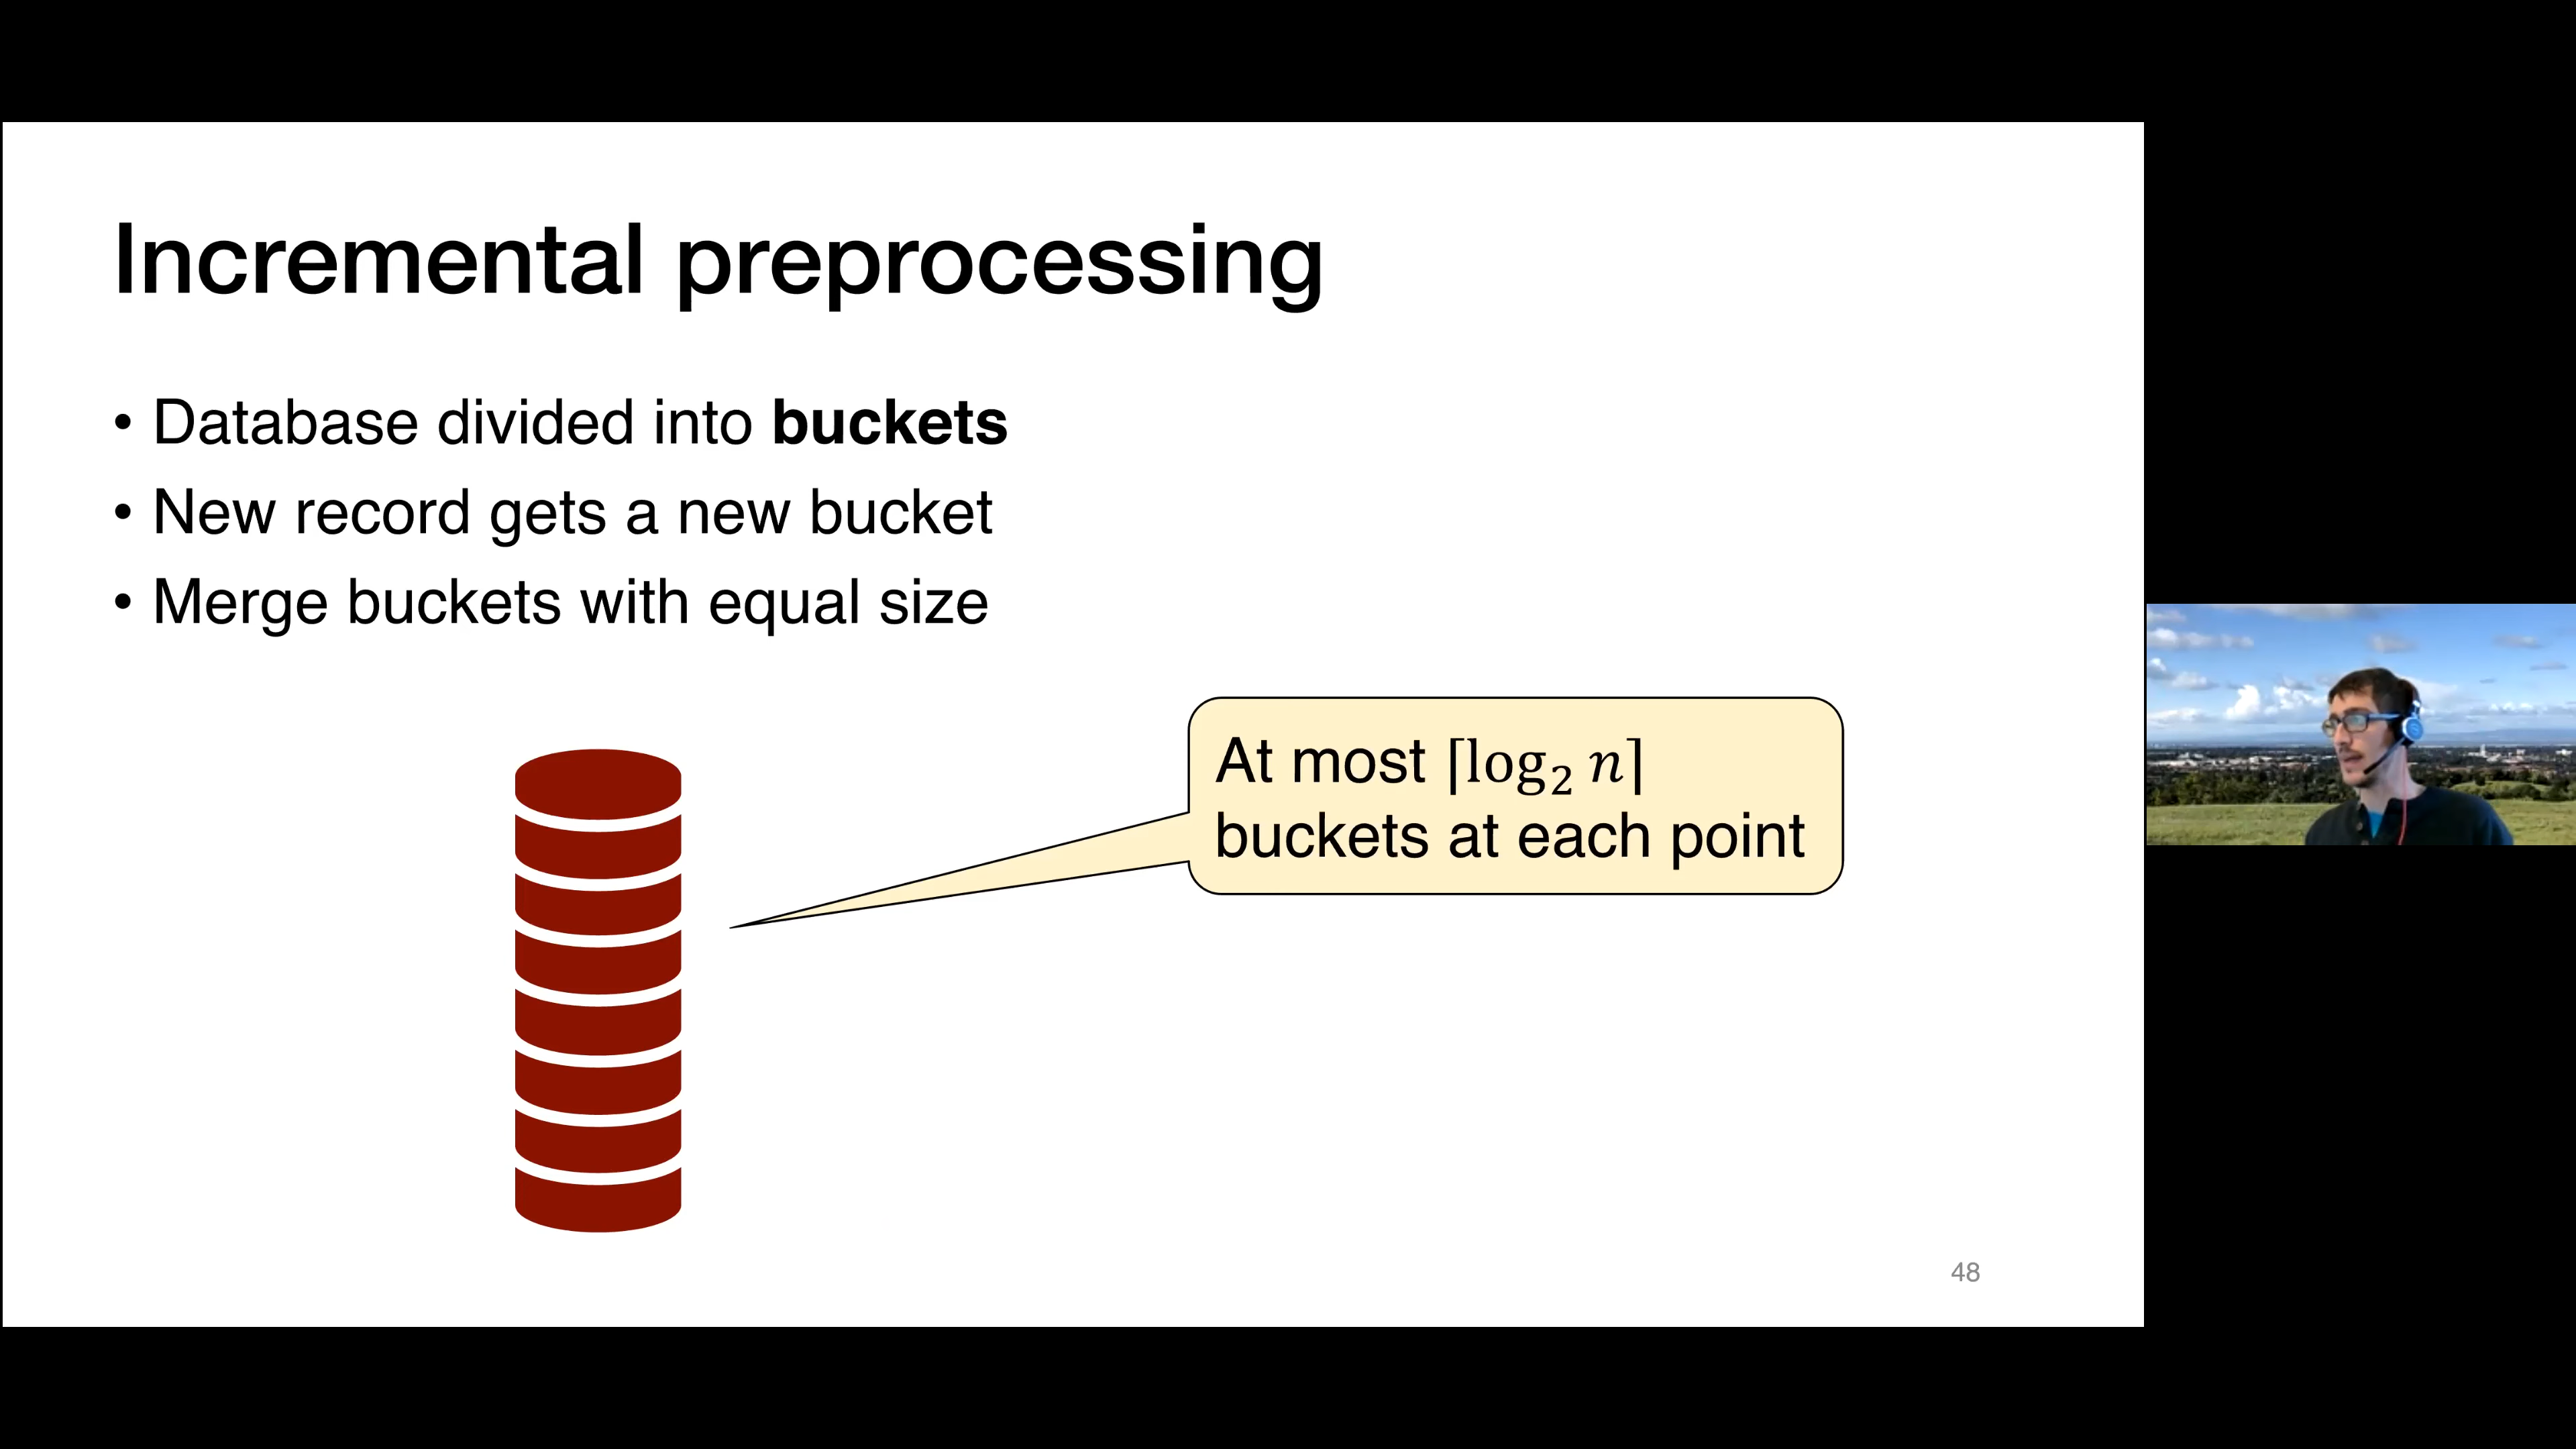 Incremental preprocessing
• Database divided into buckets
• New record gets a new bucket
• Merge buckets with equal size
At most ⌈log₂ n⌉
buckets at each point
48